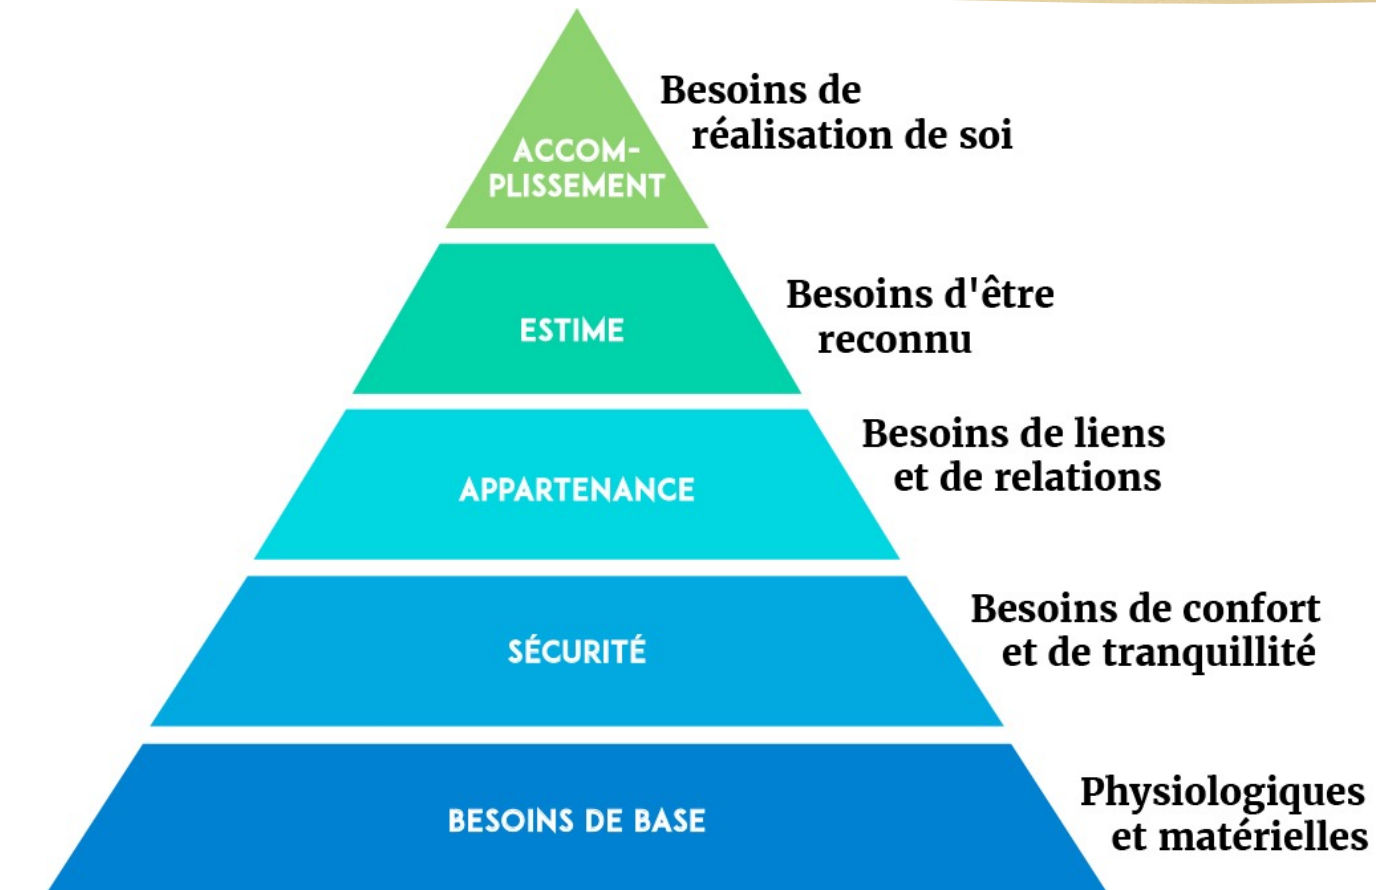 Besoins de
réalisation de soi
ACCOM-
PLISSEMENT
Besoins d'être
reconnu
ESTIME
Besoins de liens
et de relations
APPARTENANCE
Besoins de confort
et de tranquillité
SÉCURITÉ
Physiologiques
et matérielles
BESOINS DE BASE